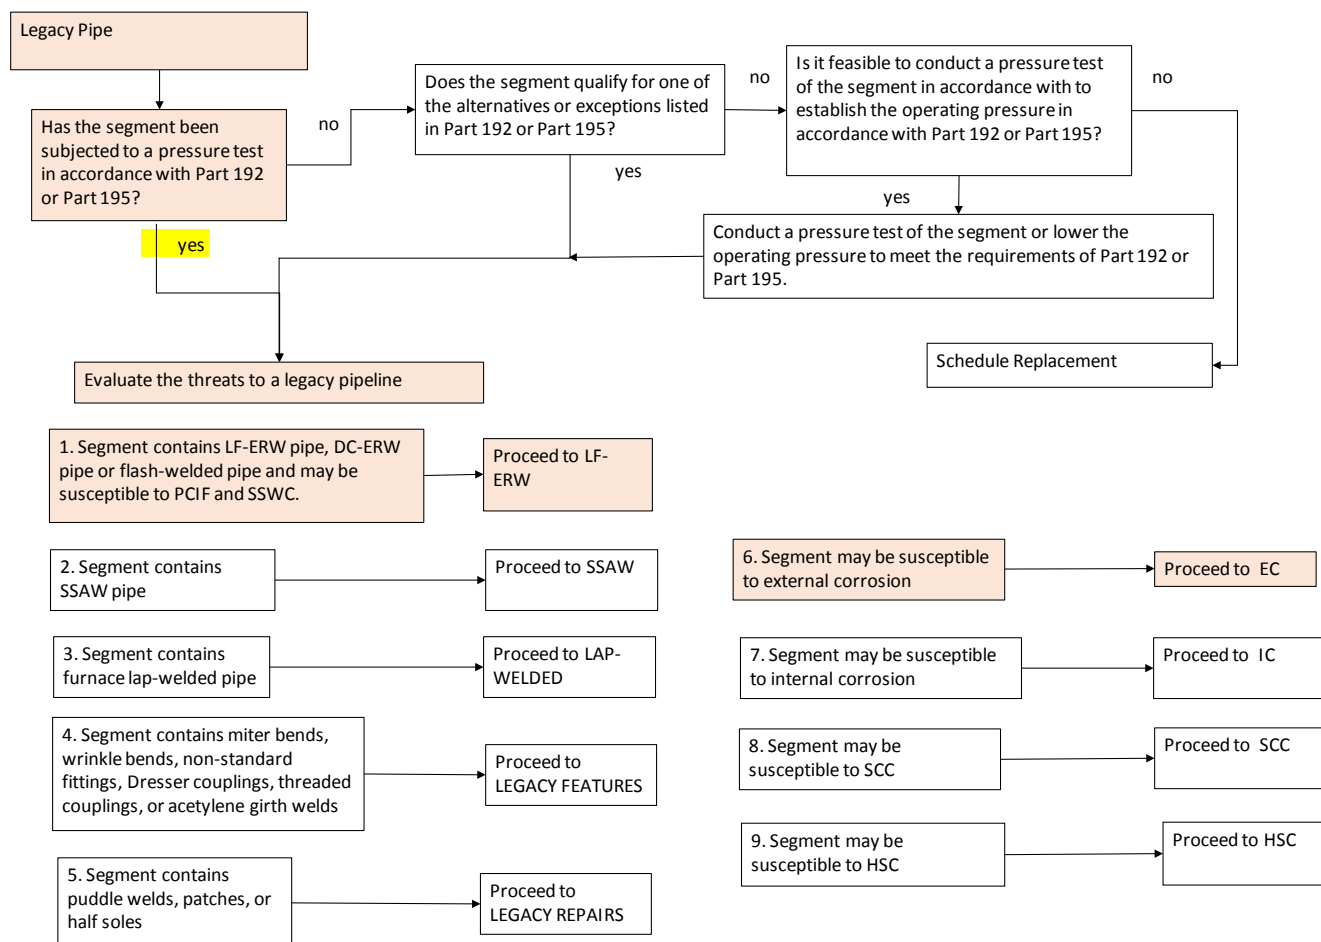 Legacy Pipe
Has the segment been
subjected to a pressure test
in accordance with Part 192
or Part 195?
no
yes
Does the segment qualify for one of
the alternatives or exceptions listed
in Part 192 or Part 195?
no
yes
Is it feasible to conduct a pressure test
of the segment in accordance with to
establish the operating pressure in
accordance with Part 192 or Part 195?
no
yes
Conduct a pressure test of the segment or lower the
operating pressure to meet the requirements of Part 192 or
Part 195.
Schedule Replacement
Evaluate the threats to a legacy pipeline
1. Segment contains LF-ERW pipe, DC-ERW
pipe or flash-welded pipe and may be
susceptible to PCIF and SSWC.
Proceed to LF-
ERW
2. Segment contains
SSAW pipe
Proceed to SSAW
3. Segment contains
furnace lap-welded pipe
Proceed to LAP-
WELDED
4. Segment contains miter bends,
wrinkle bends, non-standard
fittings, Dresser couplings, threaded
couplings, or acetylene girth welds
Proceed to
LEGACY FEATURES
5. Segment contains
puddle welds, patches, or
half soles
Proceed to
LEGACY REPAIRS
6. Segment may be susceptible
to external corrosion
Proceed to EC
7. Segment may be susceptible
to internal corrosion
Proceed to IC
8. Segment may be
susceptible to SCC
Proceed to SCC
9. Segment may be
susceptible to HSC
Proceed to HSC